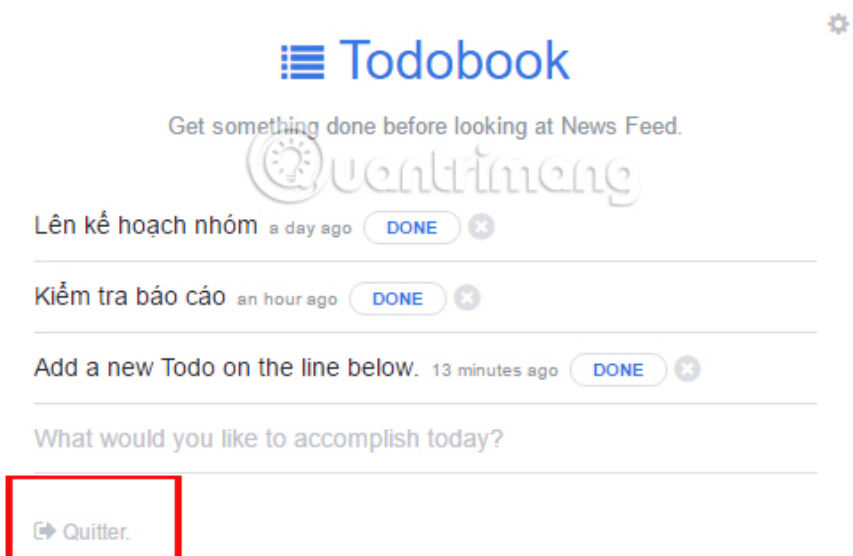 Todobook
Get something done before looking at News Feed.
Quantrimang
Lên kế hoạch nhóm a day ago DONE
Kiểm tra báo cáo an hour ago DONE
Add a new Todo on the line below. 13 minutes ago DONE
What would you like to accomplish today?
Quitter.